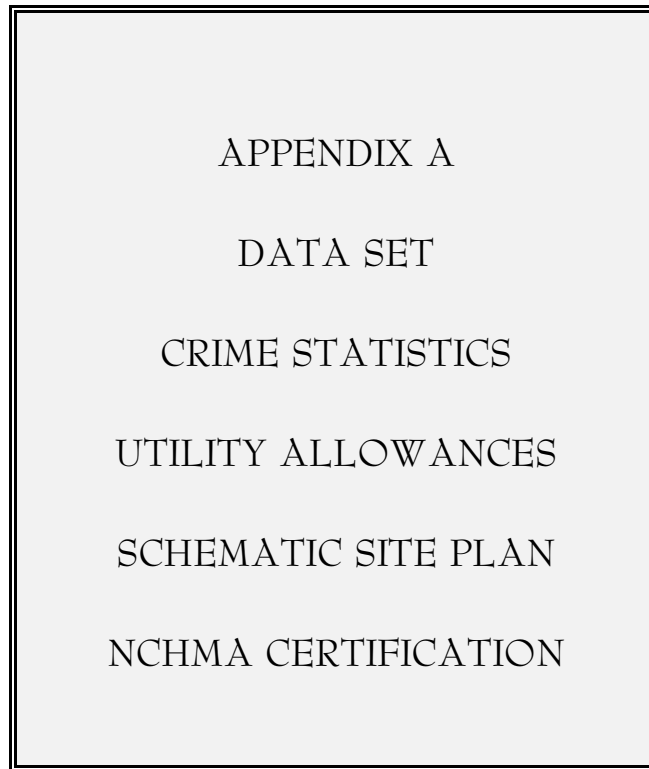 APPENDIX A
DATA SET
CRIME STATISTICS
UTILITY ALLOWANCES
SCHEMATIC SITE PLAN
NCHMA CERTIFICATION